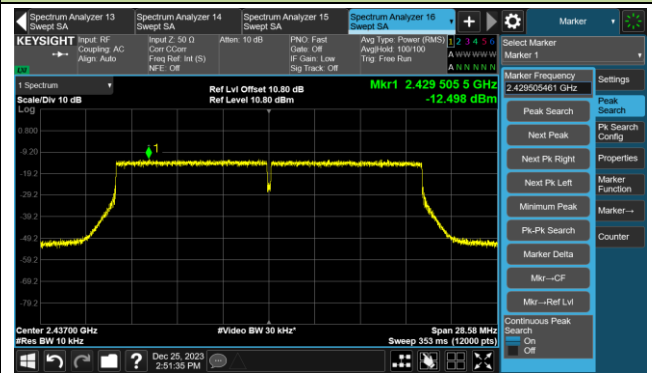 Spectrum Analyzer 13
Swept SA
Spectrum Analyzer 14
Swept SA
Spectrum Analyzer 15
Swept SA
Spectrum Analyzer 16
Swept SA
Marker
KEYSIGHT
Input: RF
Coupling: AC
Align: Auto
Input Z: 50 Ω
Corr CCorr
Freq Ref: Int (S)
NFE: Off
Atten: 10 dB
PNO: Fast
Gate: Off
IF Gain: Low
Sig Track: Off
Avg Type: Power (RMS)
Avg|Hold: 100/100
Trig: Free Run
1 2 3 4 5 6
A W W W W W
A N N N N N
Select Marker
Marker 1
1 Spectrum
Scale/Div 10 dB
Log
Ref Lvl Offset 10.80 dB
Ref Level 10.80 dBm
Mkr1 2.429 505 5 GHz
-12.498 dBm
0.800
-9.20
-19.2
-29.2
-39.2
-49.2
-59.2
-69.2
-79.2
1
Center 2.43700 GHz
#Res BW 10 kHz
#Video BW 30 kHz*
Span 28.58 MHz
Sweep 353 ms (12000 pts)
Marker Frequency
2.429505461 GHz
Peak Search
Next Peak
Next Pk Right
Next Pk Left
Minimum Peak
Pk-Pk Search
Marker Delta
Mkr→CF
Mkr→Ref Lvl
Continuous Peak
Search
On
Off
Settings
Peak
Search
Pk Search
Config
Properties
Marker
Function
Marker→
Counter
Dec 25, 2023
2:51:35 PM